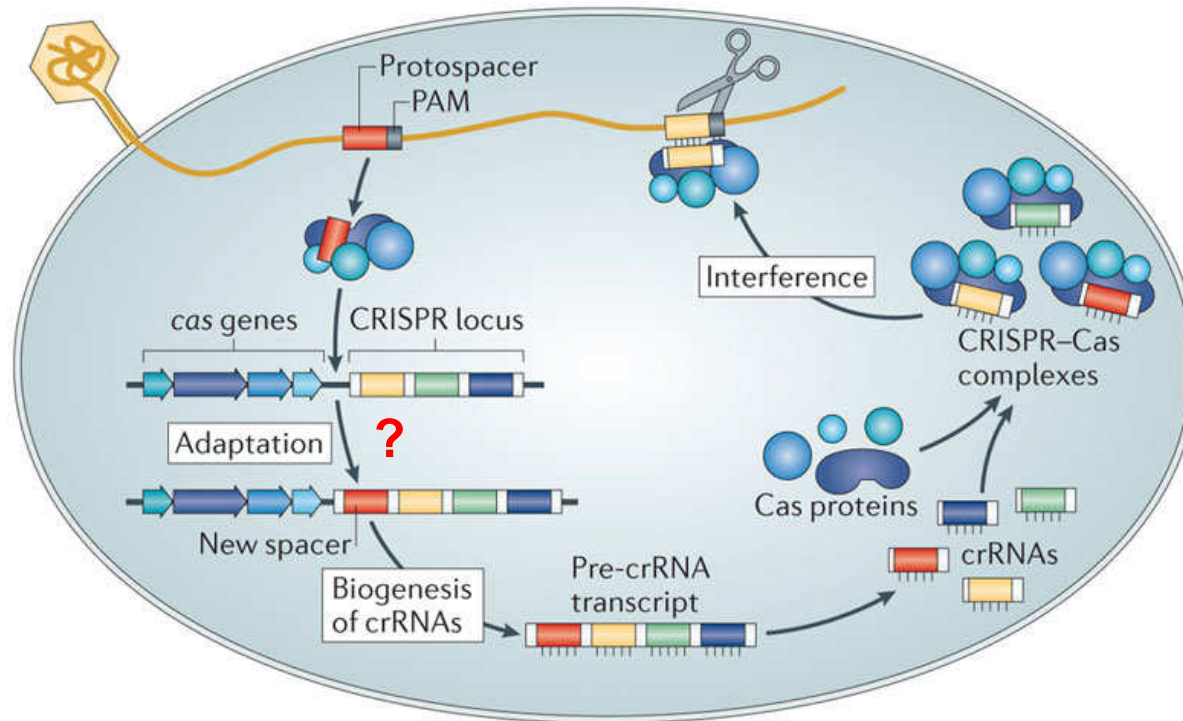 Protospacer
PAM
Interference
cas genes
CRISPR locus
CRISPR–Cas
complexes
Adaptation
?
Cas proteins
New spacer
Biogenesis
of crRNAs
Pre-crRNA
transcript
crRNAs